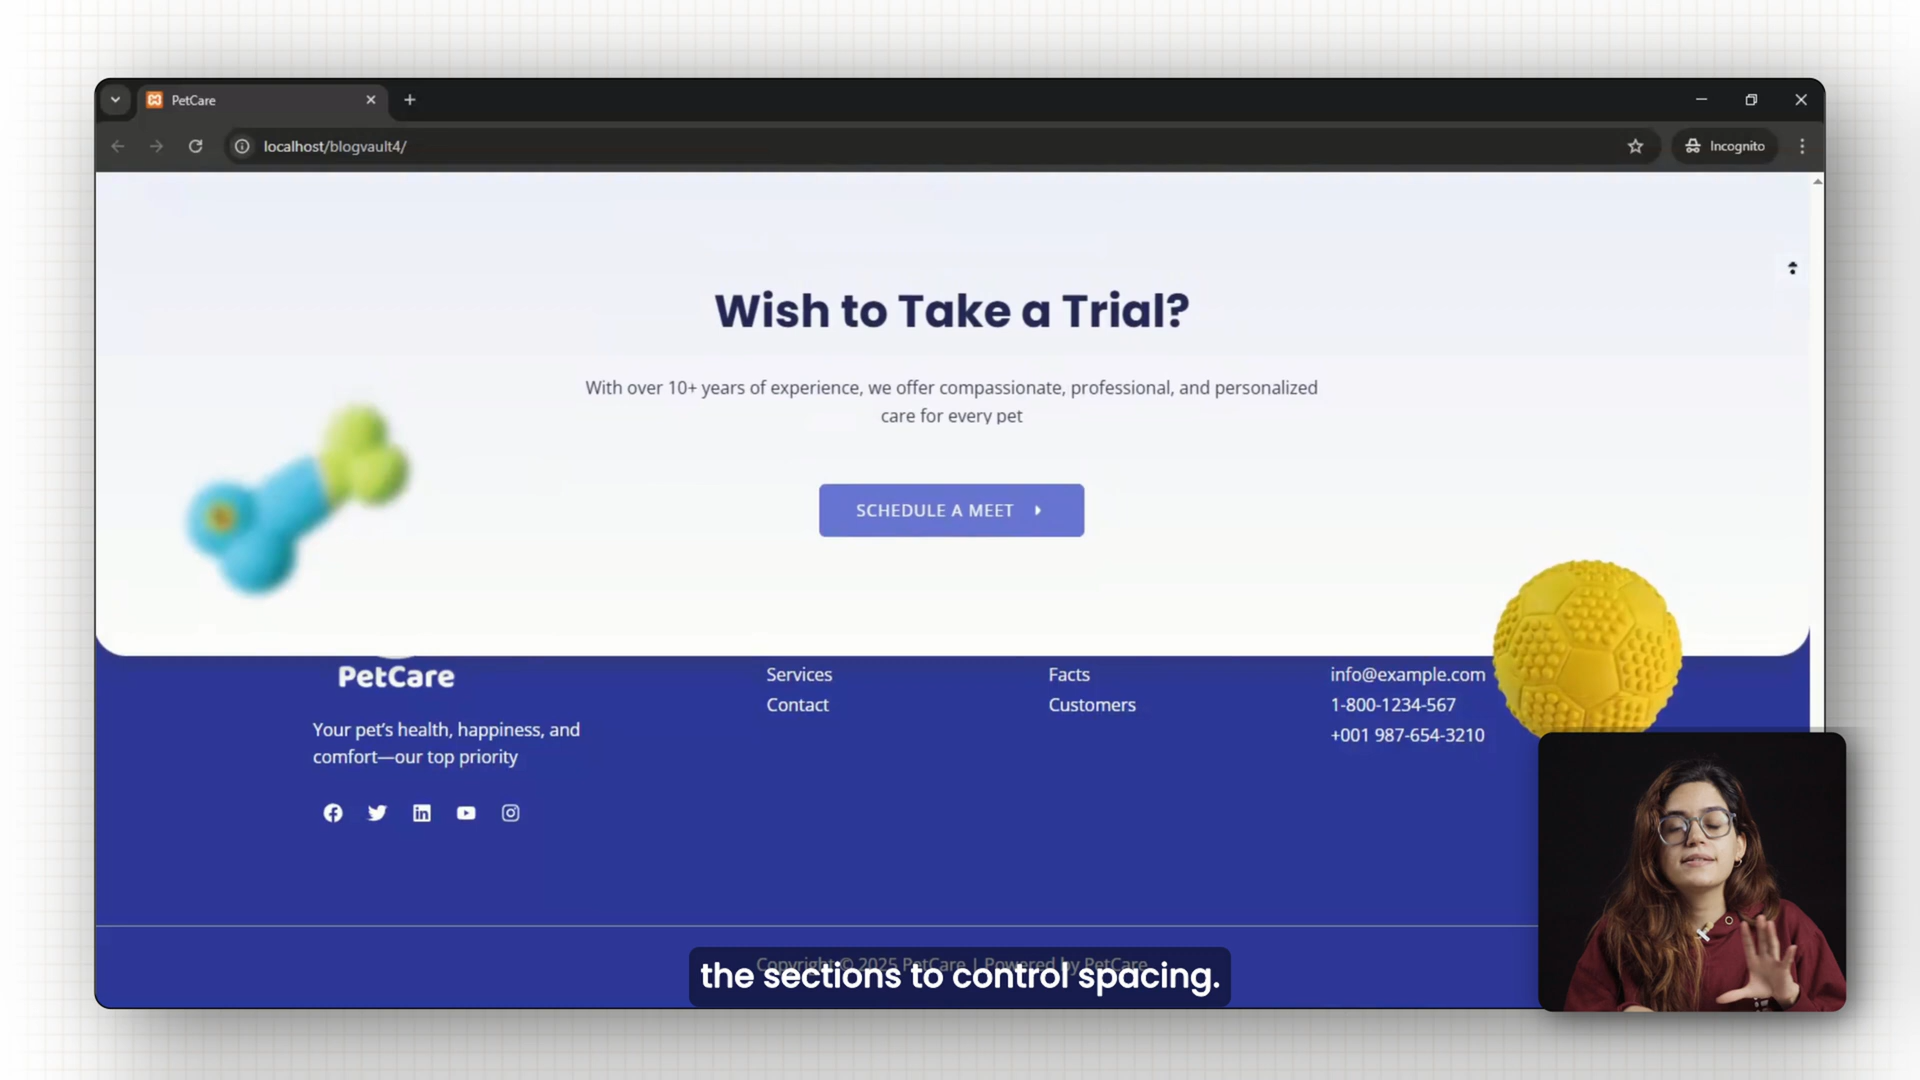 PetCare
localhost/blogvault4/
Incognito
Wish to Take a Trial?
With over 10+ years of experience, we offer compassionate, professional, and personalized
care for every pet
SCHEDULE A MEET
PetCare
Your pet's health, happiness, and
comfort—our top priority
Services
Contact
Facts
Customers
info@example.com
1-800-1234-567
+001 987-654-3210
Copyright © 2025 PetCare | Powered by PetCare
the sections to control spacing.